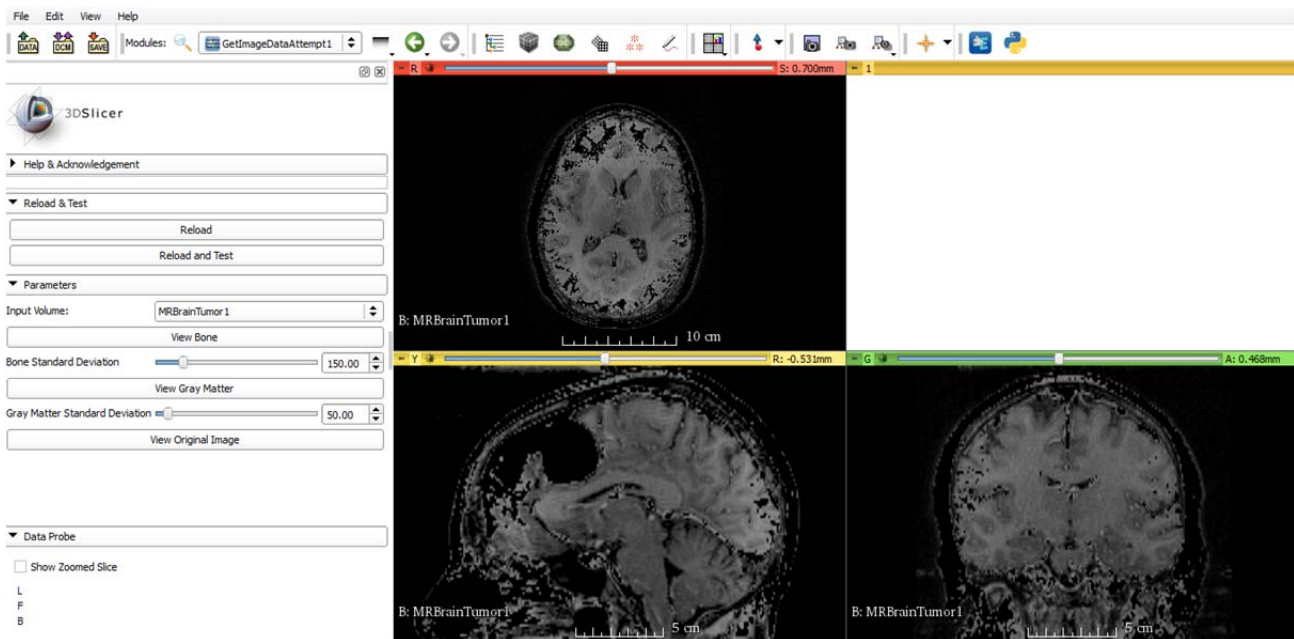 File Edit View Help
DATA DCM SAVE Modules: GetImageDataAttempt1
R S: 0.700mm 1
3DSlicer
Help & Acknowledgement
Reload & Test
Reload
Reload and Test
Parameters
Input Volume: MRBrainTumor1
View Bone
Bone Standard Deviation 150.00
View Gray Matter
Gray Matter Standard Deviation 50.00
View Original Image
Data Probe
Show Zoomed Slice
L
F
B
B: MRBrainTumor1
10 cm
Y R: -0.531mm
B: MRBrainTumor1
5 cm
G A: 0.468mm
B: MRBrainTumor1
5 cm